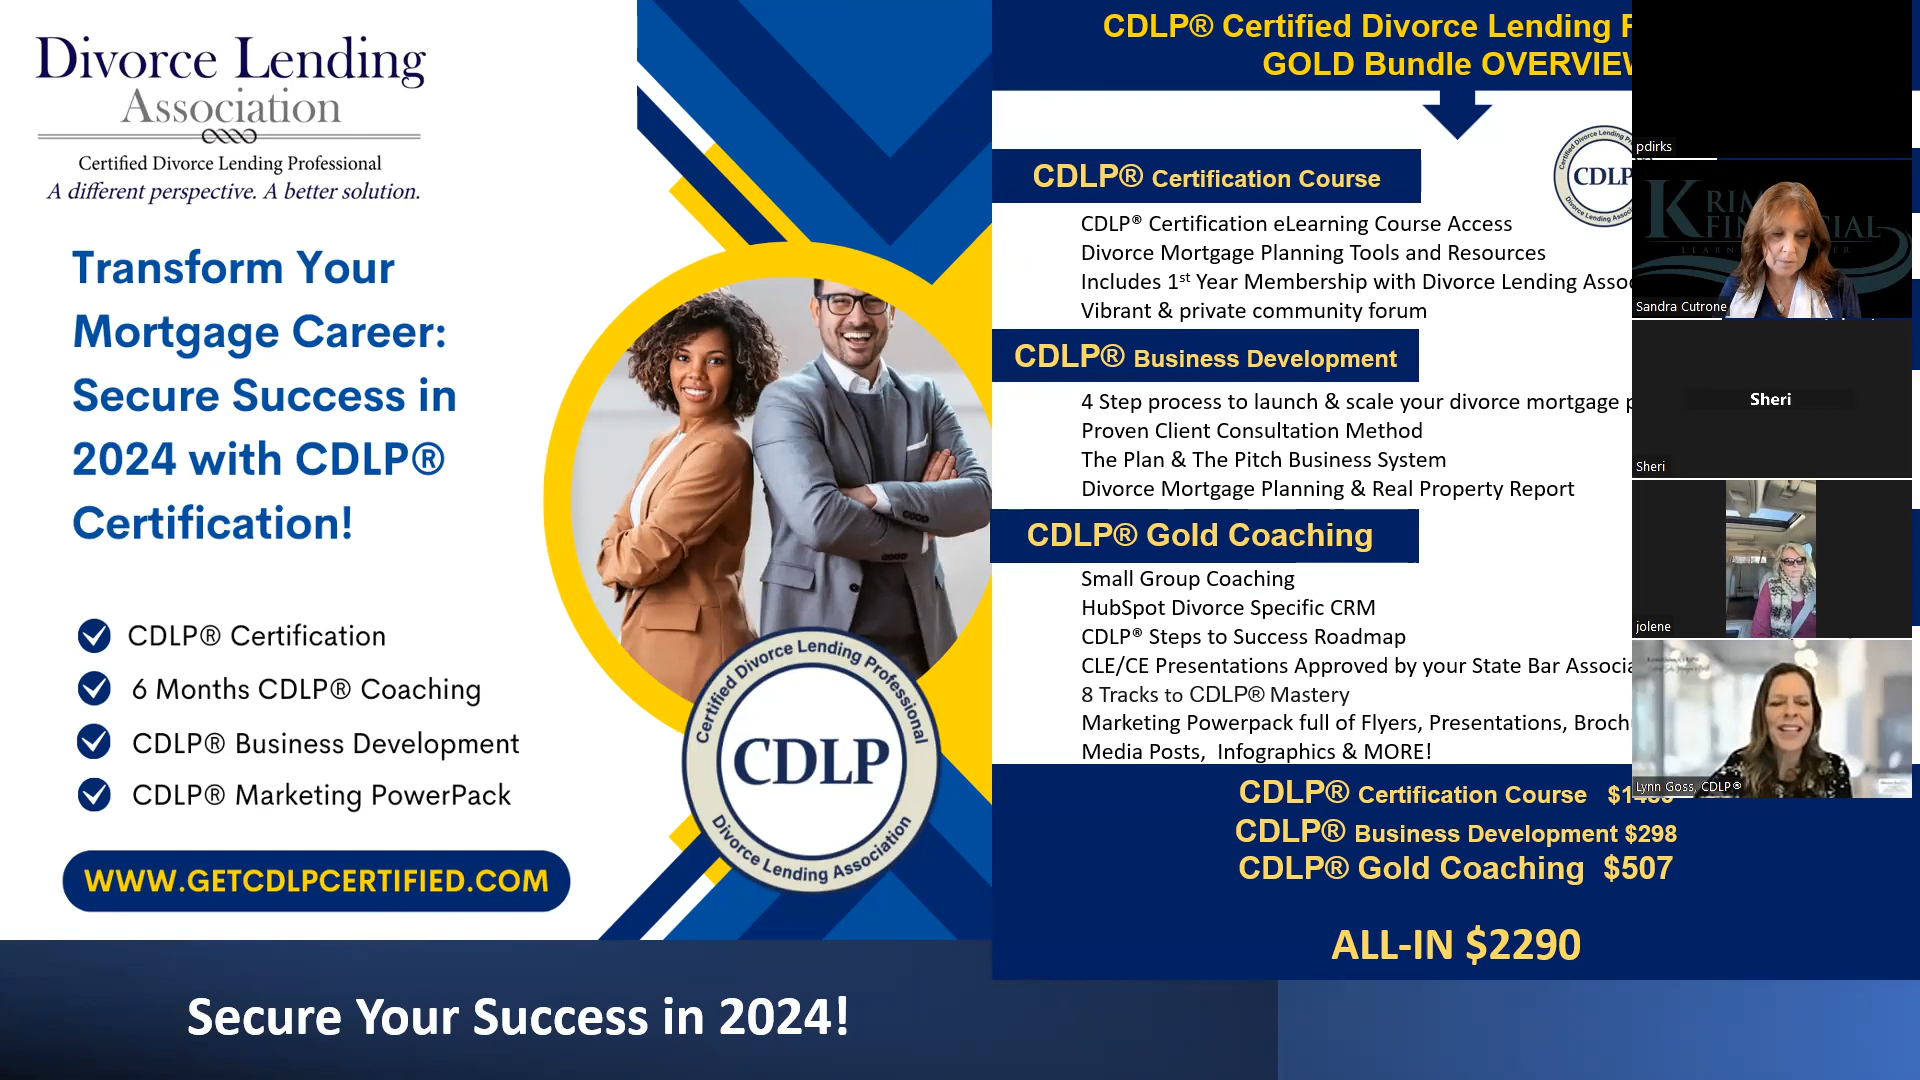 Divorce Lending
Association
Certified Divorce Lending Professional
A different perspective. A better solution.
Transform Your
Mortgage Career:
Secure Success in
2024 with CDLP®
Certification!
CDLP® Certification
6 Months CDLP® Coaching
CDLP® Business Development
CDLP® Marketing PowerPack
WWW.GETCDLPCERTIFIED.COM
Certified Divorce Lending Professional
CDLP
Divorce Lending Association
Secure Your Success in 2024!
CDLP® Certified Divorce Lending
GOLD Bundle
CDLP® Certification Course
CDLP
CDLP® Certification eLearning Course Access
Divorce Mortgage Planning Tools and Resources
Includes 1st Year Membership with Divorce Lending
Vibrant & private community forum
CDLP® Business Development
4 Step process to launch & scale your divorce mortgage
Proven Client Consultation Method
The Plan & The Pitch Business System
Divorce Mortgage Planning & Real Property Report
CDLP® Gold Coaching
Small Group Coaching
HubSpot Divorce Specific CRM
CDLP® Steps to Success Roadmap
CLE/CE Presentations Approved by your State Bar
8 Tracks to CDLP® Mastery
Marketing Powerpack full of Flyers, Presentations,
Media Posts, Infographics & MORE!
CDLP® Certification Course
CDLP® Business Development $298
CDLP® Gold Coaching $507
ALL-IN $2290
pdirks
Sandra Cutrone
Sheri
Sheri
jolene
Lynn Goss, CDLP®